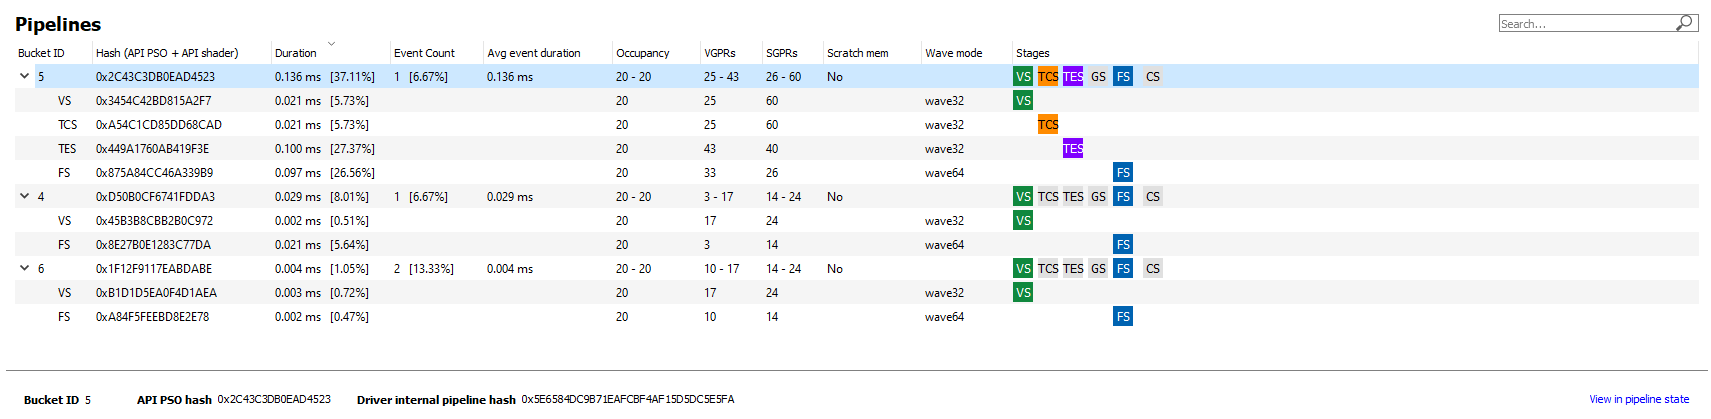 Pipelines
Search...
Bucket ID Hash (API PSO + API shader) Duration Event Count Avg event duration Occupancy VGPRs SGPRs Scratch mem Wave mode Stages
5 0x2C43C3DB0EAD4523 0.136 ms [37.11%] 1 [6.67%] 0.136 ms 20 - 20 25 - 43 26 - 60 No VS TCS TES GS FS CS
VS 0x3454C42BD815A2F7 0.021 ms [5.73%] 20 25 60 wave32 VS
TCS 0xA54C1CD85DD68CAD 0.021 ms [5.73%] 20 25 60 wave32 TCS
TES 0x449A1760AB419F3E 0.100 ms [27.37%] 20 43 40 wave32 TES
FS 0x875A84CC46A339B9 0.097 ms [26.56%] 20 33 26 wave64 FS
4 0xD50B0CF6741FDDA3 0.029 ms [8.01%] 1 [6.67%] 0.029 ms 20 - 20 3 - 17 14 - 24 No VS TCS TES GS FS CS
VS 0x45B3B8CBB2B0C972 0.002 ms [0.51%] 20 17 24 wave32 VS
FS 0x8E27B0E1283C77DA 0.021 ms [5.64%] 20 3 14 wave64 FS
6 0x1F12F9117EABDABE 0.004 ms [1.05%] 2 [13.33%] 0.004 ms 20 - 20 10 - 17 14 - 24 No VS TCS TES GS FS CS
VS 0xB1D1D5EA0F4D1AEA 0.003 ms [0.72%] 20 17 24 wave32 VS
FS 0xA84F5FEEBD8E2E78 0.002 ms [0.47%] 20 10 14 wave64 FS
Bucket ID 5 API PSO hash 0x2C43C3DB0EAD4523 Driver internal pipeline hash 0x5E6584DC9B71EAFCBF4AF15D5DC5E5FA View in pipeline state